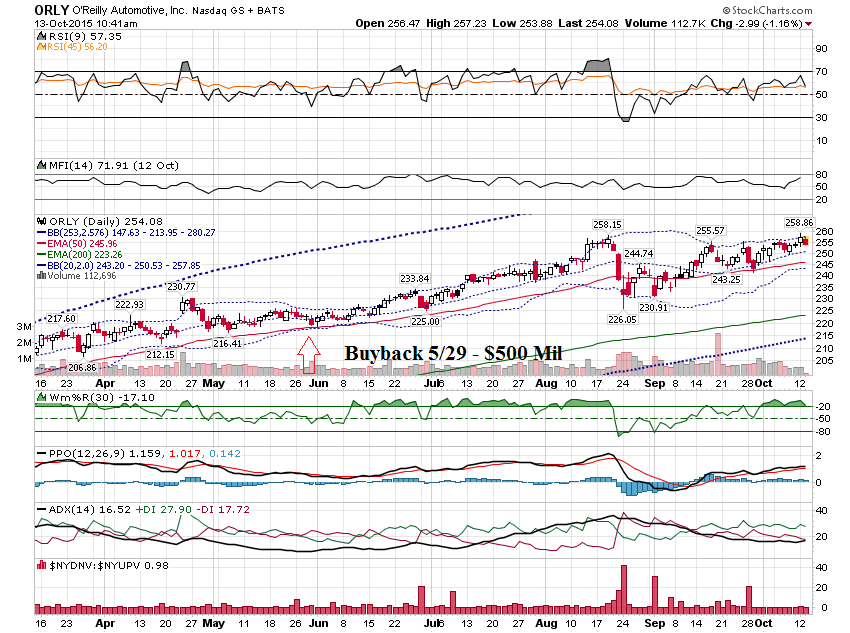 ORLY O'Reilly Automotive, Inc. Nasdaq GS + BATS
© StockCharts.com
13-Oct-2015 10:41am
Open 256.47 High 257.23 Low 253.88 Last 254.08 Volume 112.7K Chg -2.99 (-1.16%)
RSI(9) 57.35
RSI(45) 56.20
90
70
50
30
10
MFI(14) 71.91 (12 Oct)
80
50
20
ORLY (Daily) 254.08
BB(253,2.576) 147.63 - 213.95 - 280.27
EMA(50) 245.96
EMA(200) 223.26
BB(20,2.0) 243.20 - 250.53 - 257.85
Volume 112,696
258.15
255.57
258.86
244.74
243.25
230.77
233.84
222.93
217.60
225.00
230.91
226.05
216.41
212.15
206.86
260
255
250
245
240
235
230
225
220
215
210
205
3M
2M
1M
Buyback 5/29 - $500 Mil
16 23 Apr 13 20 27 May 11 18 26 Jun 8 15 22 Jul 6 13 20 27 Aug 10 17 24 Sep 8 14 21 28 Oct 12
Wm%R(30) -17.10
-20
-50
-80
PPO(12,26,9) 1.159, 1.017, 0.142
2
0
ADX(14) 16.52 +DI 27.90 -DI 17.72
40
20
$NYDNV:$NYUPV 0.98
40
20
0
16 23 Apr 13 20 27 May 11 18 26 Jun 8 15 22 Jul 6 13 20 27 Aug 10 17 24 Sep 8 14 21 28 Oct 12